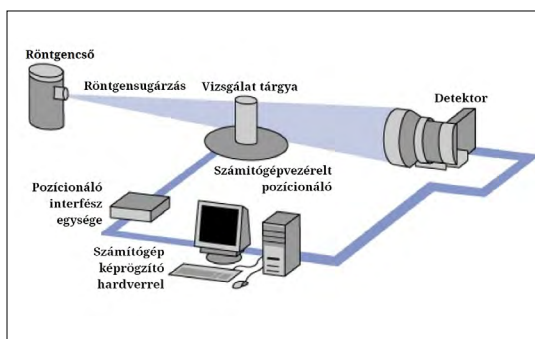 Röntgencső
Röntgensugárzás
Vizsgálat tárgya
Detektor
Számítógépvezérelt
pozícionáló
Pozícionáló
interfész
egysége
Számítógép
képrögzítő
hardverrel